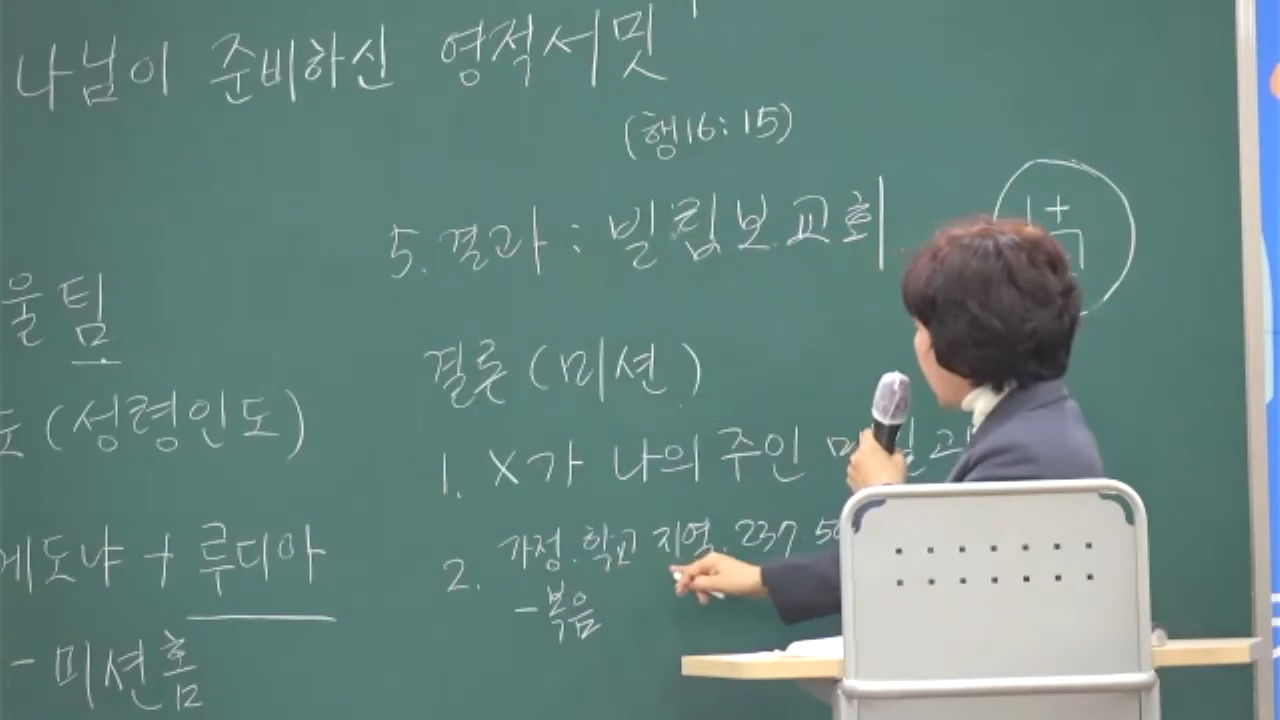 나님이 준비하신 영적서밋
(행16:15)
5. 결과 : 빌립보교회
울팀
결론 (미션)
(성령인도)
1. X가 나의 주인
게도냐 + 루디아
2. 가정.학교 지역. 237
-복음
- 미션홈